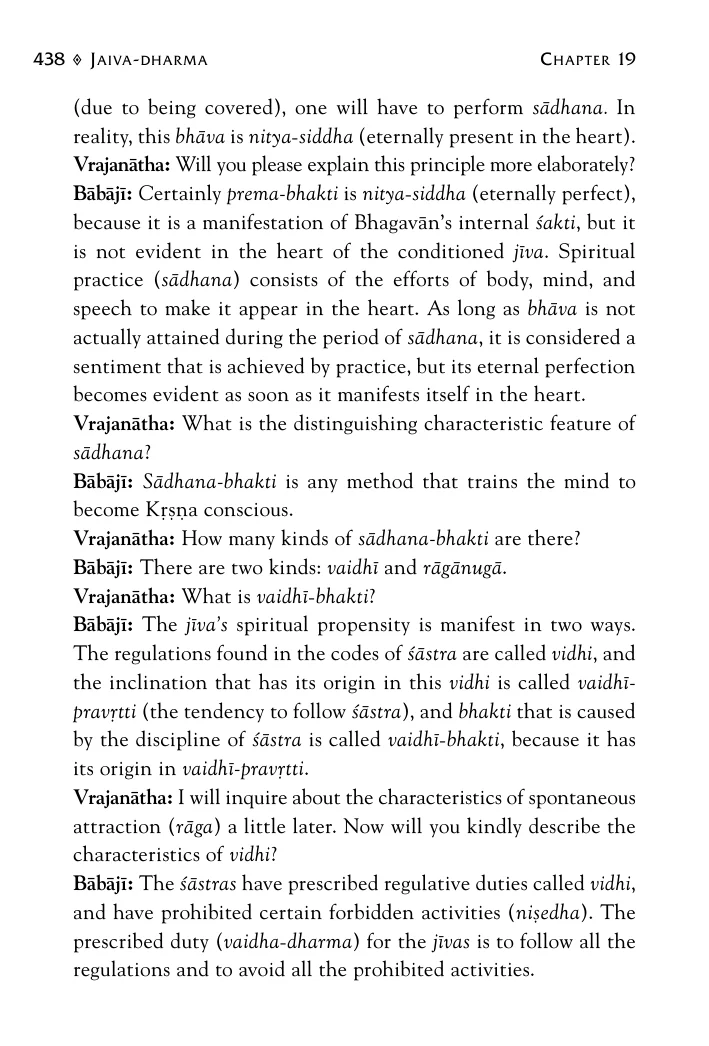 438 ◊ Jaiva-dharma Chapter 19
(due to being covered), one will have to perform sādhana. In
reality, this bhāva is nitya-siddha (eternally present in the heart).
Vrajanātha: Will you please explain this principle more elaborately?
Bābājī: Certainly prema-bhakti is nitya-siddha (eternally perfect),
because it is a manifestation of Bhagavān’s internal śakti, but it
is not evident in the heart of the conditioned jīva. Spiritual
practice (sādhana) consists of the efforts of body, mind, and
speech to make it appear in the heart. As long as bhāva is not
actually attained during the period of sādhana, it is considered a
sentiment that is achieved by practice, but its eternal perfection
becomes evident as soon as it manifests itself in the heart.
Vrajanātha: What is the distinguishing characteristic feature of
sādhana?
Bābājī: Sādhana-bhakti is any method that trains the mind to
become Kṛṣṇa conscious.
Vrajanātha: How many kinds of sādhana-bhakti are there?
Bābājī: There are two kinds: vaidhī and rāgānugā.
Vrajanātha: What is vaidhī-bhakti?
Bābājī: The jīva’s spiritual propensity is manifest in two ways.
The regulations found in the codes of śāstra are called vidhi, and
the inclination that has its origin in this vidhi is called vaidhī-
pravṛtti (the tendency to follow śāstra), and bhakti that is caused
by the discipline of śāstra is called vaidhī-bhakti, because it has
its origin in vaidhī-pravṛtti.
Vrajanātha: I will inquire about the characteristics of spontaneous
attraction (rāga) a little later. Now will you kindly describe the
characteristics of vidhi?
Bābājī: The śāstras have prescribed regulative duties called vidhi,
and have prohibited certain forbidden activities (niṣedha). The
prescribed duty (vaidha-dharma) for the jīvas is to follow all the
regulations and to avoid all the prohibited activities.